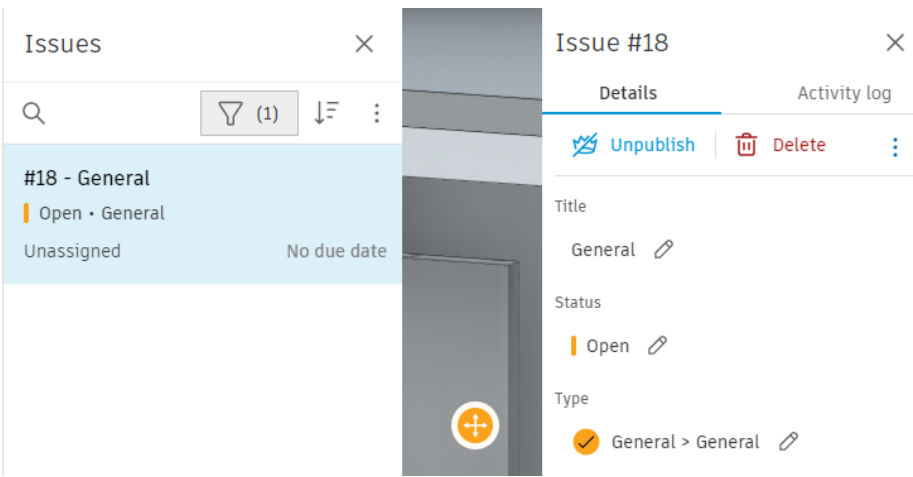 Issues
(1)
#18 - General
Open • General
Unassigned
No due date
Issue #18
Details
Activity log
Unpublish
Delete
Title
General
Status
Open
Type
General > General